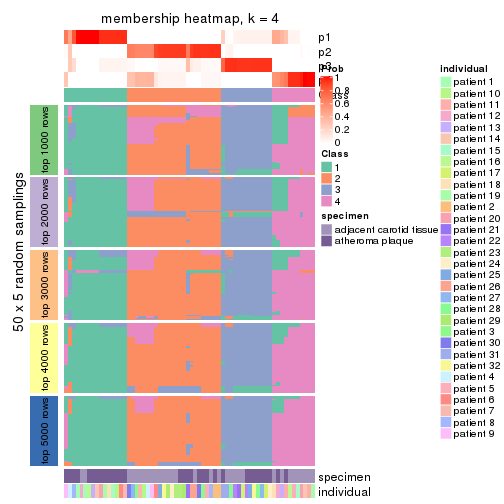 membership heatmap, k = 4
p1
p2
p3
Prob
1
0.8
0.6
0.4
0.2
0
Class
1
2
3
4
specimen
adjacent carotid tissue
atheroma plaque
individual
patient 1
patient 10
patient 11
patient 12
patient 13
patient 14
patient 15
patient 16
patient 17
patient 18
patient 19
patient 2
patient 20
patient 21
patient 22
patient 23
patient 24
patient 25
patient 26
patient 27
patient 28
patient 29
patient 3
patient 30
patient 31
patient 32
patient 4
patient 5
patient 6
patient 7
patient 8
patient 9
50 x 5 random samplings
top 1000 rows
top 2000 rows
top 3000 rows
top 4000 rows
top 5000 rows
specimen
individual